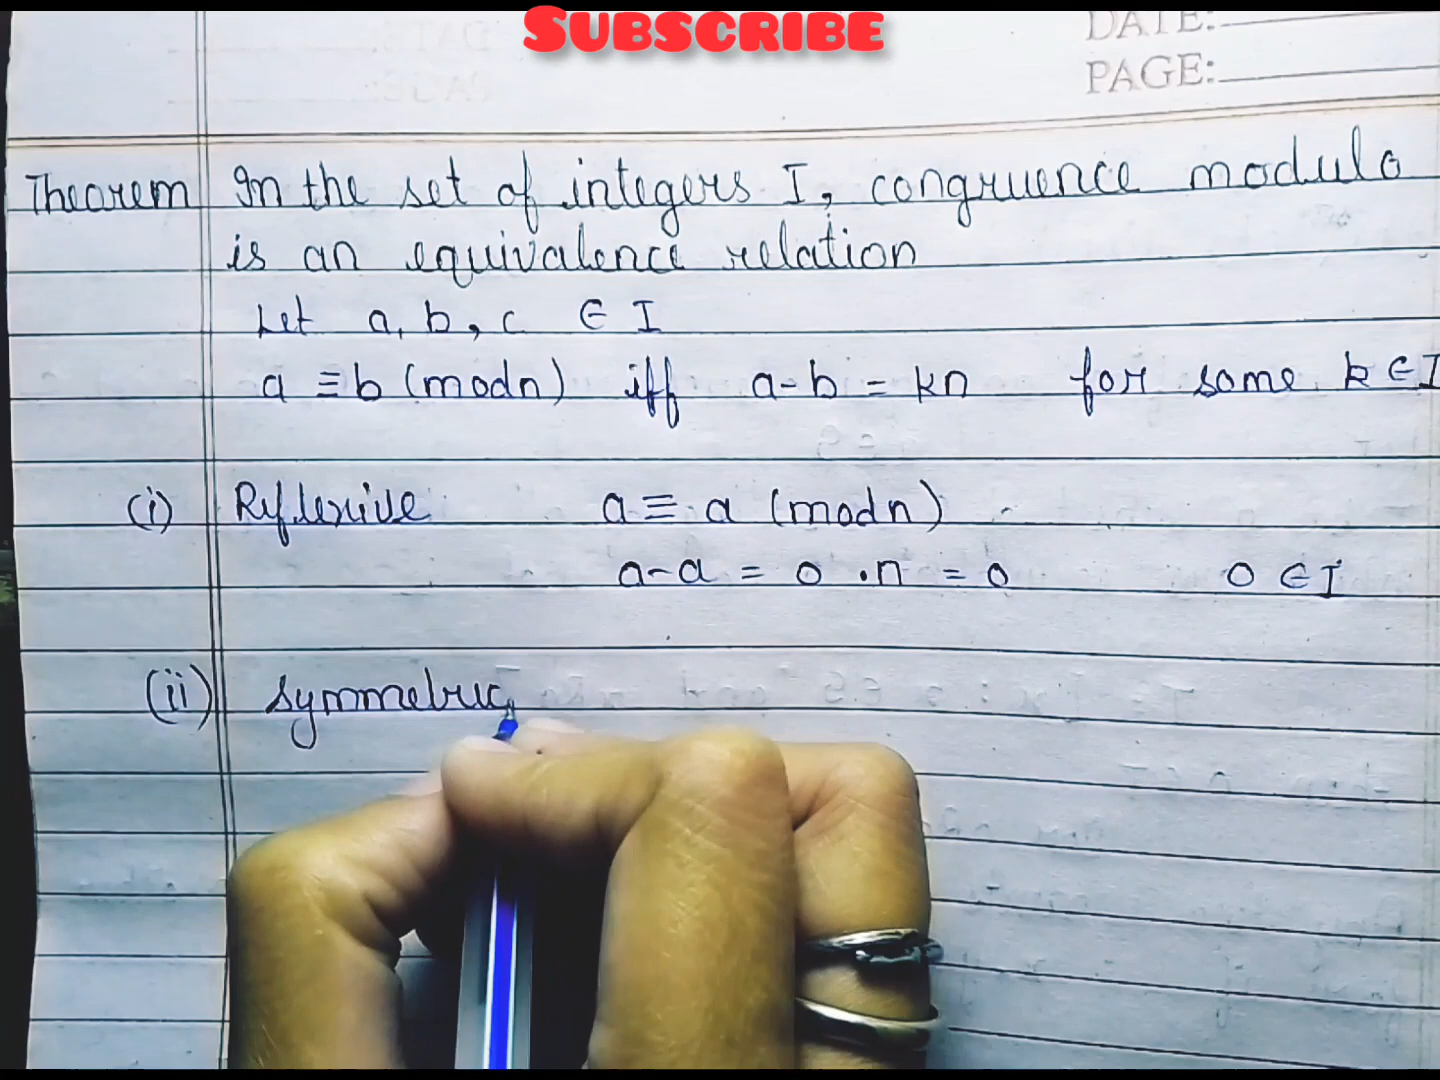 SUBSCRIBE
DATE:
PAGE:
Theorem In the set of integers I, congruence modulo
is an equivalence relation
Let a, b, c ∈ I
a ≡ b (mod n) iff a-b = kn for some k ∈ I
(i) Reflexive a ≡ a (mod n)
a-a = 0 .n = 0 0 ∈ I
(ii) Symmetric